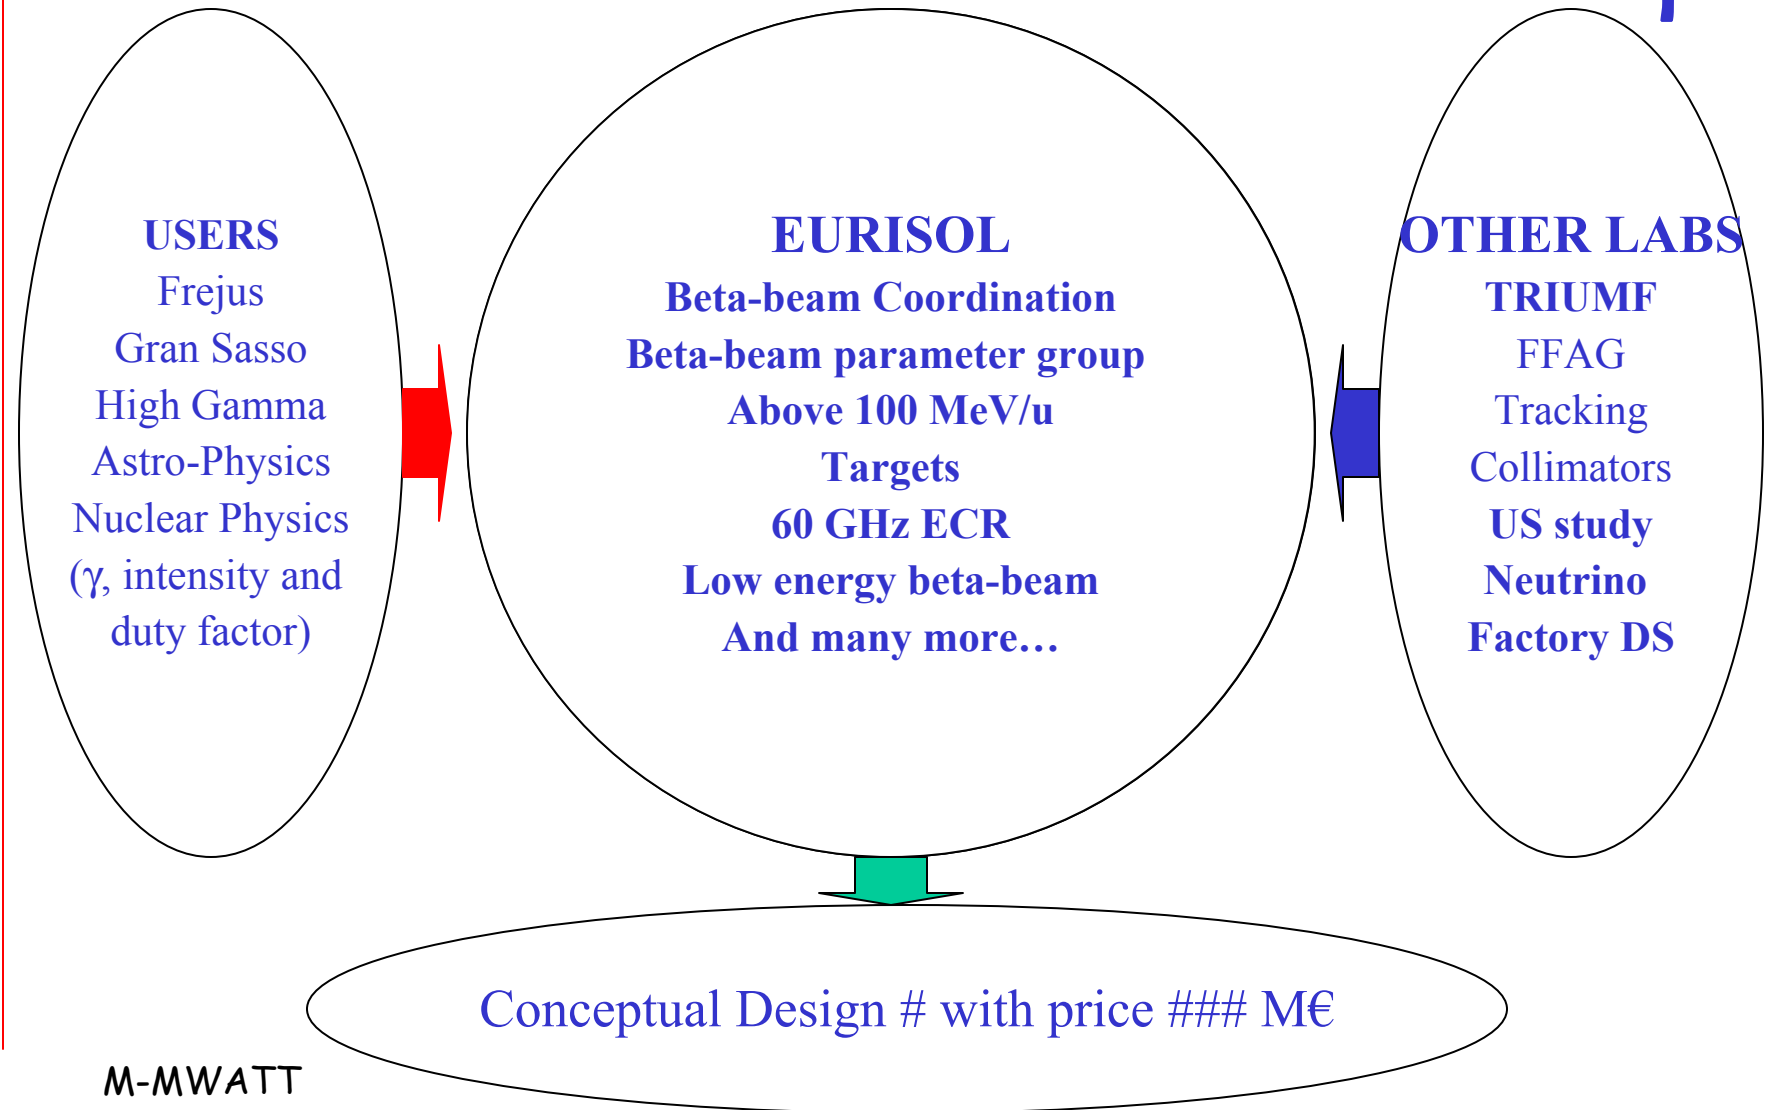 USERS
Frejus
Gran Sasso
High Gamma
Astro-Physics
Nuclear Physics
(γ, intensity and
duty factor)
EURISOL
Beta-beam Coordination
Beta-beam parameter group
Above 100 MeV/u
Targets
60 GHz ECR
Low energy beta-beam
And many more…
OTHER LABS
TRIUMF
FFAG
Tracking
Collimators
US study
Neutrino
Factory DS
Conceptual Design # with price ### M€
M-MWATT